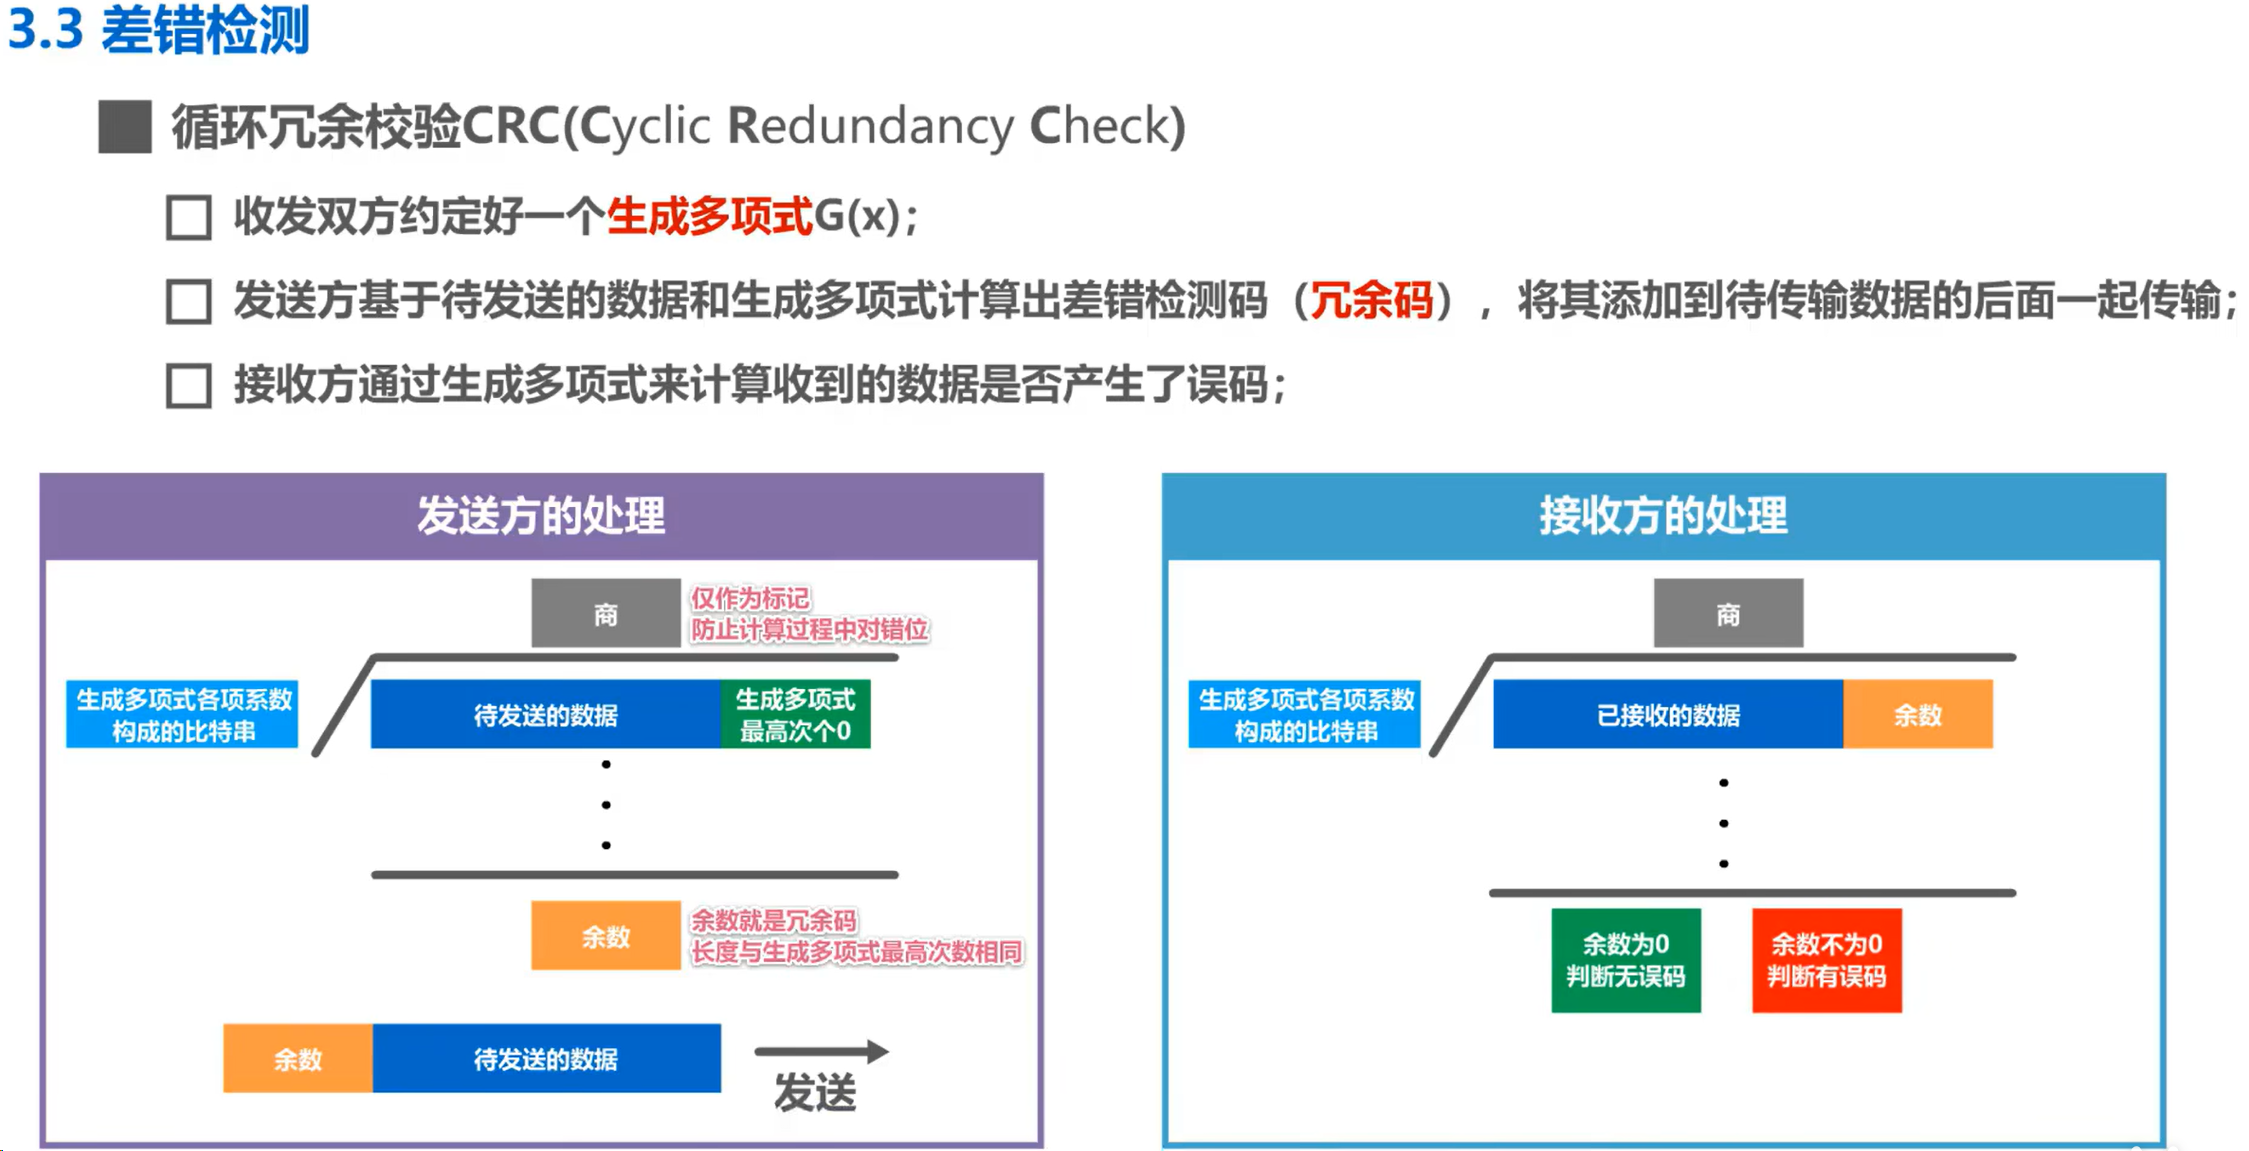 3.3 差错检测
循环冗余校验CRC(Cyclic Redundancy Check)
收发双方约定好一个生成多项式G(x);
发送方基于待发送的数据和生成多项式计算出差错检测码（冗余码），将其添加到待传输数据的后面一起传输;
接收方通过生成多项式来计算收到的数据是否产生了误码;
发送方的处理
商
仅作为标记
防止计算过程中对错位
生成多项式各项系数
构成的比特串
待发送的数据
生成多项式
最高次个0
余数
余数就是冗余码
长度与生成多项式最高次数相同
余数
待发送的数据
发送
接收方的处理
商
生成多项式各项系数
构成的比特串
已接收的数据
余数
余数为0
判断无误码
余数不为0
判断有误码